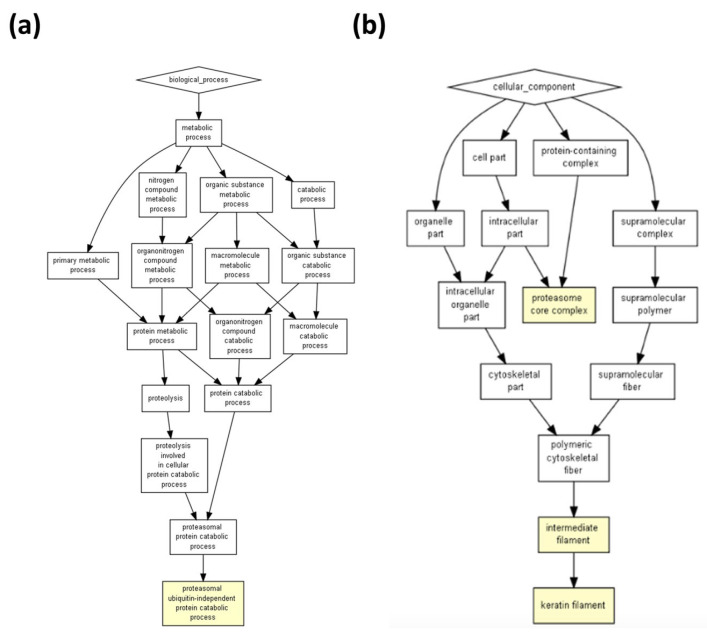 (a)
biological_process
metabolic
process
nitrogen
compound
metabolic
process
organic substance
metabolic
process
catabolic
process
primary metabolic
process
organonitrogen
compound
metabolic
process
macromolecule
metabolic
process
organic substance
catabolic
process
protein metabolic
process
organonitrogen
compound
catabolic
process
macromolecule
catabolic
process
proteolysis
protein catabolic
process
proteolysis
involved
in cellular
protein catabolic
process
proteasomal
protein catabolic
process
proteasomal
ubiquitin-independent
protein catabolic
process
(b)
cellular_component
cell part
protein-containing
complex
organelle
part
intracellular
part
supramolecular
complex
intracellular
organelle
part
proteasome
core complex
supramolecular
polymer
cytoskeletal
part
supramolecular
fiber
polymeric
cytoskeletal
fiber
intermediate
filament
keratin filament